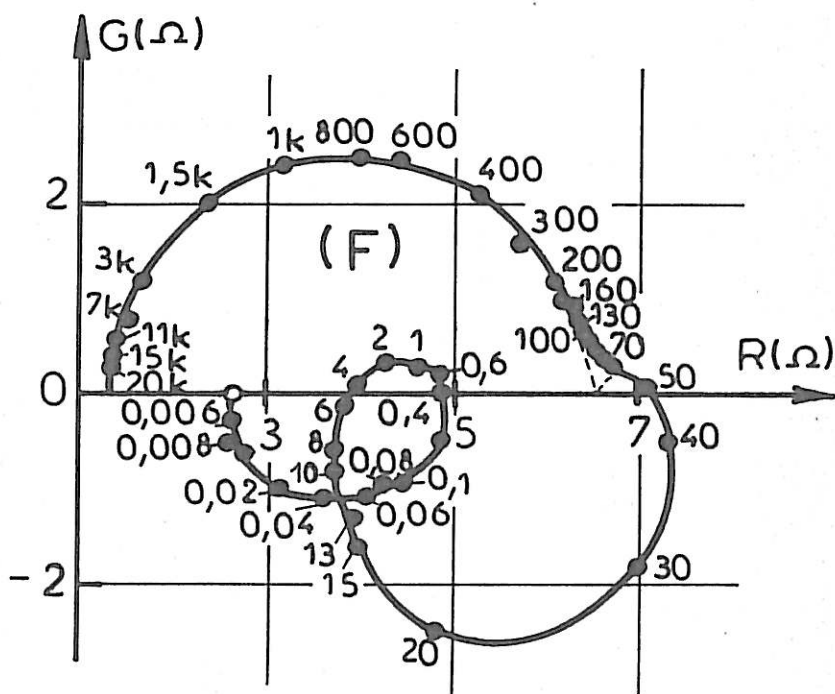 G(Ω)
1k 800 600
1,5k 400
2
(F) 300
3k 200
7k 160
11k 2 1 130
15k 4 0,6 100 70 R(Ω)
20k
0 50
0,006 6 0,4
3 5 7 40
0,008 8 0,08
10 0,1
0,02 0,06
0,04
13
15 30
-2
20